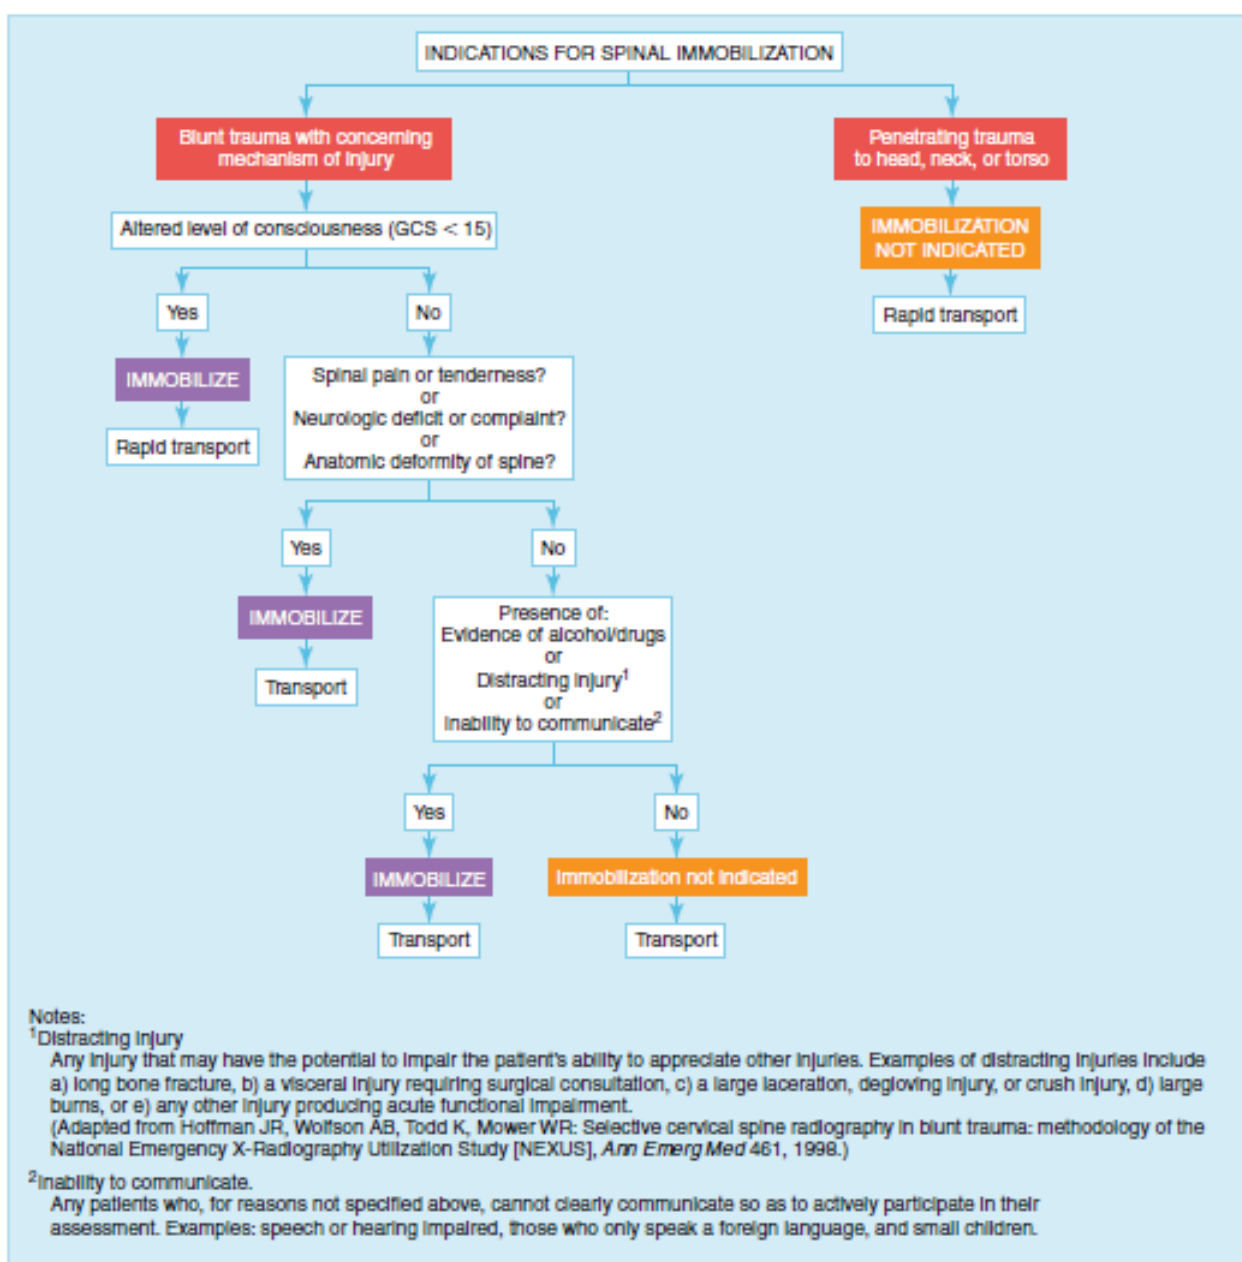 INDICATIONS FOR SPINAL IMMOBILIZATION
Blunt trauma with concerning
mechanism of injury
Penetrating trauma
to head, neck, or torso
Altered level of consciousness (GCS < 15)
IMMOBILIZATION
NOT INDICATED
Yes
No
Rapid transport
IMMOBILIZE
Spinal pain or tenderness?
or
Neurologic deficit or complaint?
or
Anatomic deformity of spine?
Rapid transport
Yes
No
IMMOBILIZE
Presence of:
Evidence of alcohol/drugs
or
Distracting injury¹
or
Inability to communicate²
Transport
Yes
No
IMMOBILIZE
Immobilization not indicated
Transport
Transport
Notes:
¹Distracting injury
Any injury that may have the potential to impair the patient's ability to appreciate other injuries. Examples of distracting injuries include
a) long bone fracture, b) a visceral injury requiring surgical consultation, c) a large laceration, degloving injury, or crush injury, d) large
burns, or e) any other injury producing acute functional impairment.
(Adapted from Hoffman JR, Wolfson AB, Todd K, Mower WR: Selective cervical spine radiography in blunt trauma: methodology of the
National Emergency X-Radiography Utilization Study [NEXUS], Ann Emerg Med 461, 1998.)
²Inability to communicate.
Any patients who, for reasons not specified above, cannot clearly communicate so as to actively participate in their
assessment. Examples: speech or hearing impaired, those who only speak a foreign language, and small children.